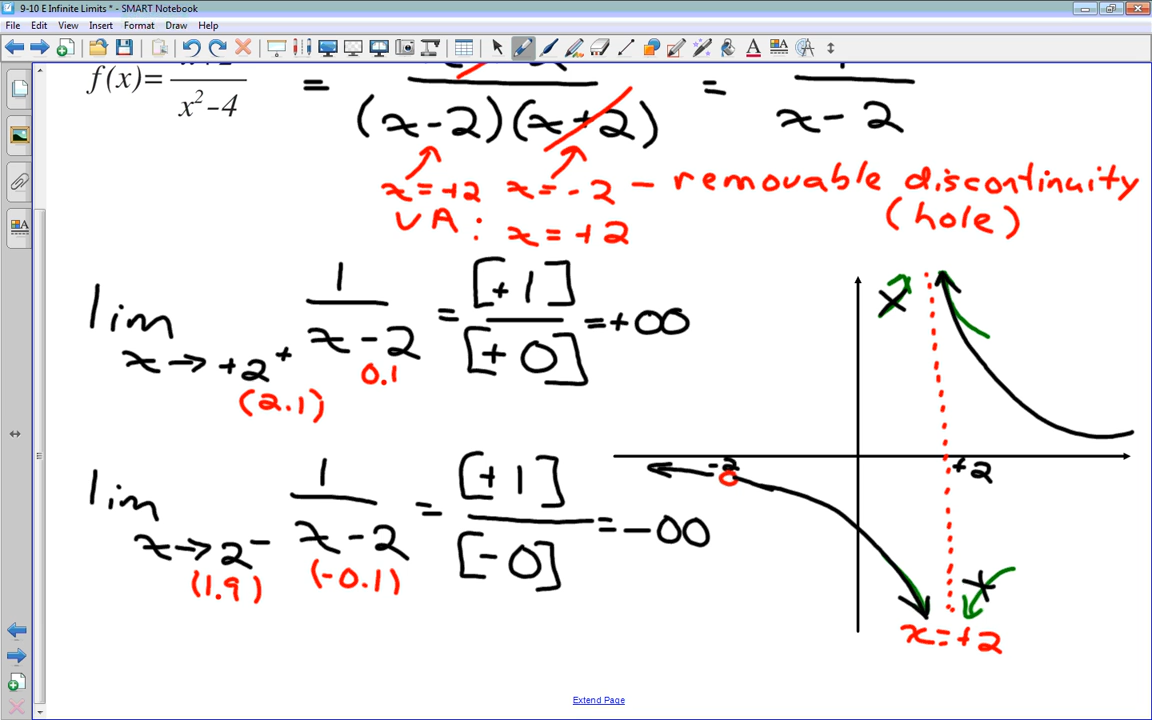 9-10 E Infinite Limits * - SMART Notebook
File Edit View Insert Format Draw Help
f(x)= / x²–4 = / (x-2)(x+2) = / x-2
x=+2 x=-2 - removable discontinuity
VA: x=+2 (hole)
lim x→+2⁺ 1/x-2 = [+1]/[+0] =+∞
0.1
(2.1)
lim x→2⁻ 1/x-2 = [+1]/[-0] =-∞
(1.9) (-0.1)
-2
+2
x=+2
Extend Page